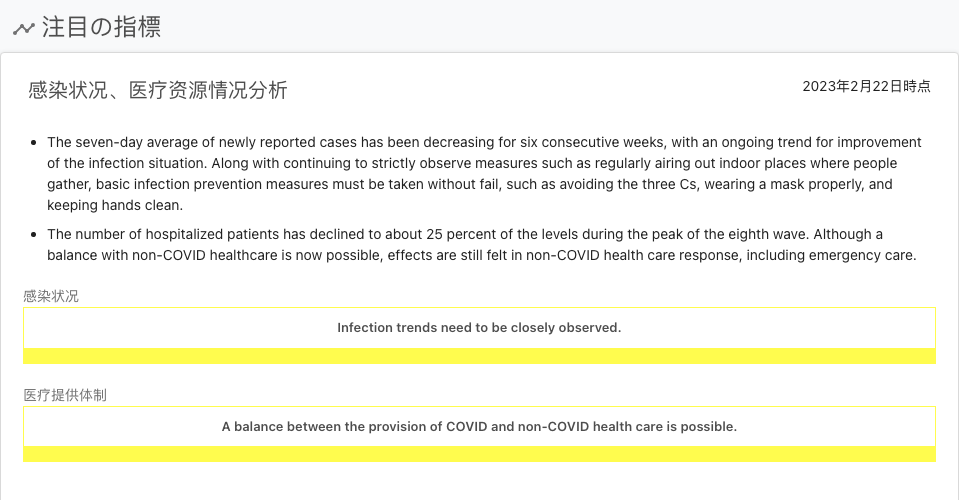 注目の指標
感染状况、医疗资源情况分析
2023年2月22日時点
The seven-day average of newly reported cases has been decreasing for six consecutive weeks, with an ongoing trend for improvement
of the infection situation. Along with continuing to strictly observe measures such as regularly airing out indoor places where people
gather, basic infection prevention measures must be taken without fail, such as avoiding the three Cs, wearing a mask properly, and
keeping hands clean.
The number of hospitalized patients has declined to about 25 percent of the levels during the peak of the eighth wave. Although a
balance with non-COVID healthcare is now possible, effects are still felt in non-COVID health care response, including emergency care.
感染状况
Infection trends need to be closely observed.
医疗提供体制
A balance between the provision of COVID and non-COVID health care is possible.